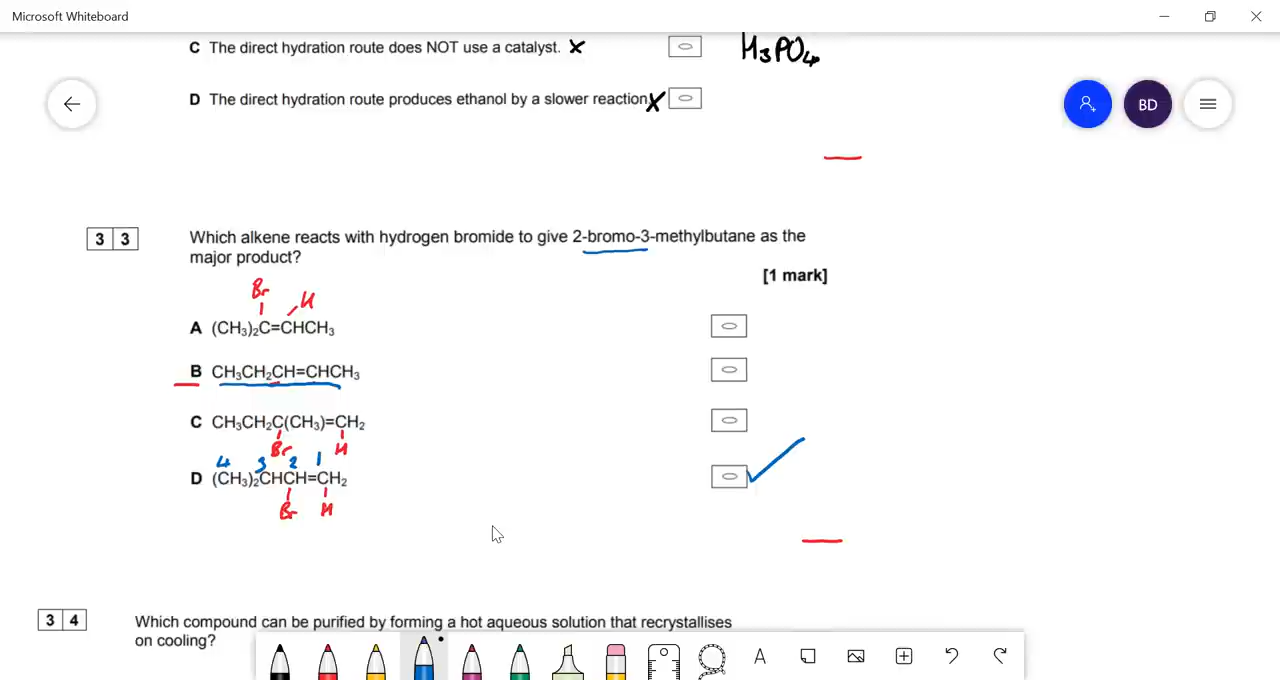 Microsoft Whiteboard
C The direct hydration route does NOT use a catalyst. x
H₃PO₄
D The direct hydration route produces ethanol by a slower reaction x
BD
3 3
Which alkene reacts with hydrogen bromide to give 2-bromo-3-methylbutane as the
major product?
[1 mark]
Br H
A (CH₃)₂C=CHCH₃
B CH₃CH₂CH=CHCH₃
C CH₃CH₂C(CH₃)=CH₂
Br H
4 3 2 1
D (CH₃)₂CHCH=CH₂
Br H
3 4
Which compound can be purified by forming a hot aqueous solution that recrystallises
on cooling?
A